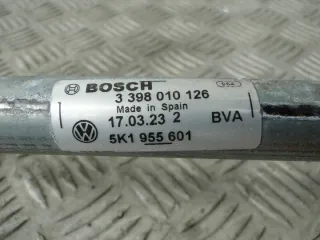 BOSCH
3 398 010 126
Made in Spain
17.03.23 2 BVA
5K1 955 601